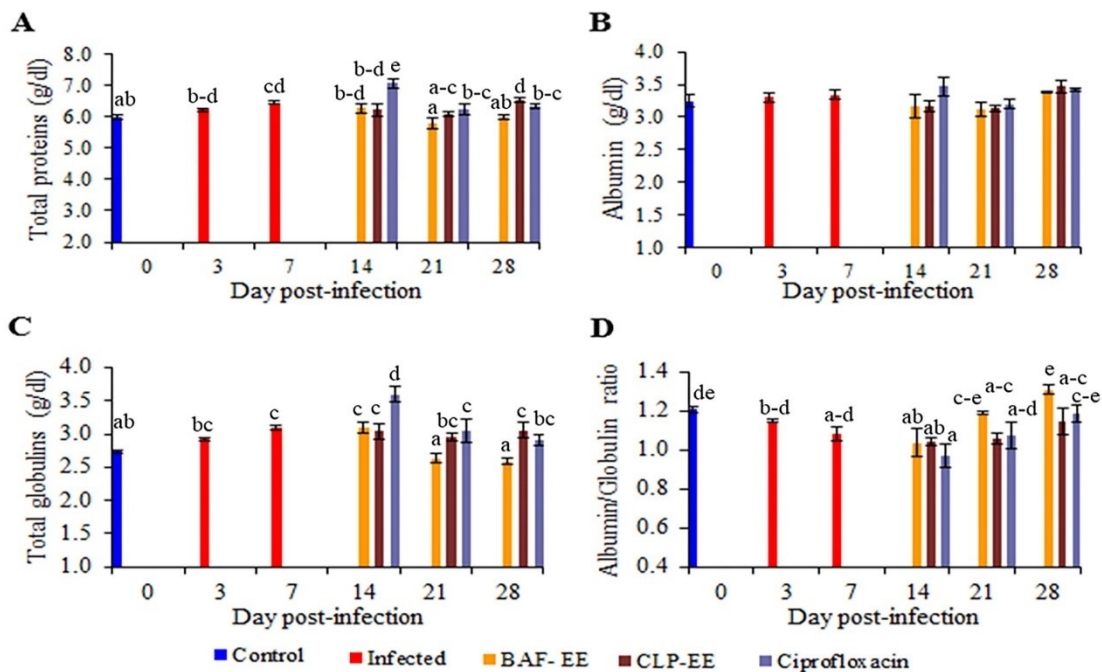 A
Total proteins (g/dl)
8.0
7.0
6.0
5.0
4.0
3.0
2.0
ab
b-d
cd
b-d
b-d
e
a
a-c
b-c
ab
d
b-c
0 3 7 14 21 28
Day post-infection
B
Albumin (g/dl)
4.0
3.5
3.0
2.5
2.0
1.5
1.0
0 3 7 14 21 28
Day post-infection
C
Total globulins (g/dl)
4.0
3.5
3.0
2.5
2.0
1.5
1.0
ab
bc
c
c
c
d
a
bc
c
a
c
bc
0 3 7 14 21 28
Day post-infection
D
Albumin/Globulin ratio
1.4
1.2
1.0
0.8
0.6
0.4
de
b-d
a-d
ab
ab
a
c-e
a-c
a-d
e
a-c
c-e
0 3 7 14 21 28
Day post-infection
Control Infected BAF- EE CLP-EE Ciprofloxacin